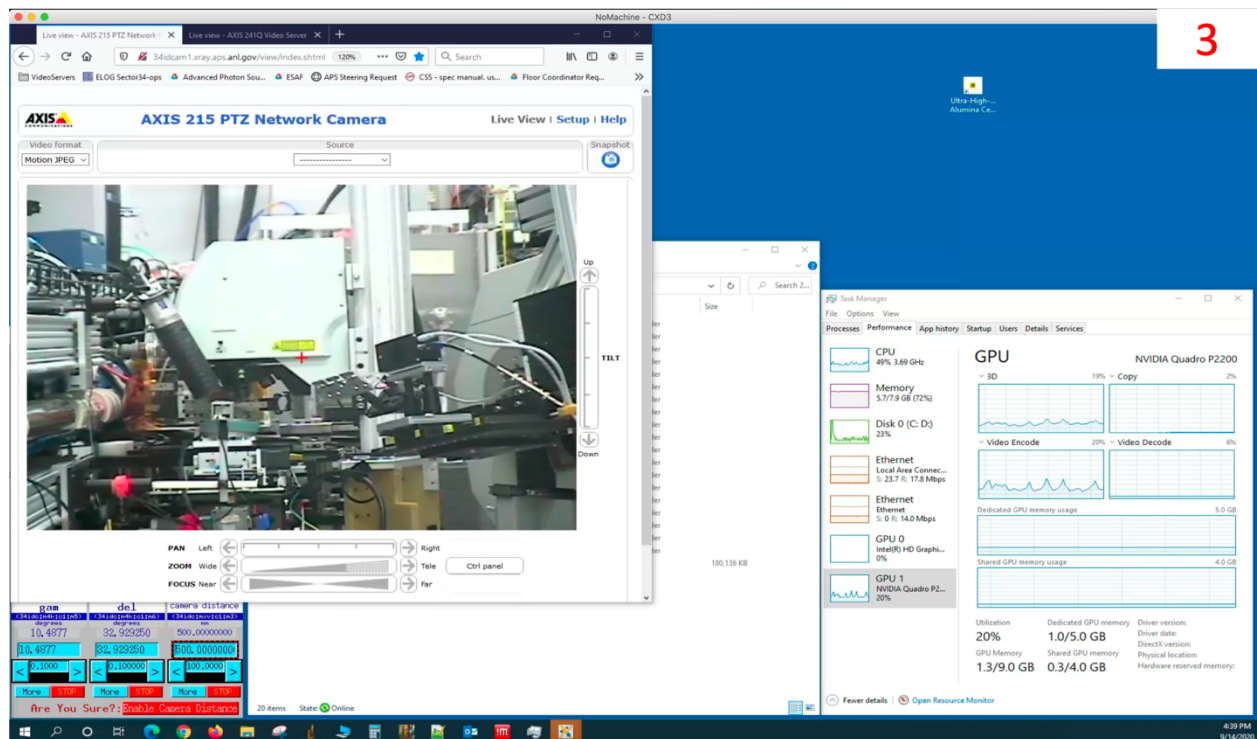 NoMachine - CXD3
3
Live view - AXIS 215 PTZ Network
Live view - AXIS 241Q Video Server
34idcam1.xray.aps.anl.gov/view/index.shtml 120% Search
VideoServers ELOG Sector34-ops Advanced Photon Sou... ESAF APS Steering Request CSS - spec manual. us... Floor Coordinator Req...
AXIS COMMUNICATIONS
AXIS 215 PTZ Network Camera
Live View | Setup | Help
Video format Source Snapshot
Motion JPEG ----------------
Up
TILT
Down
PAN Left Right
ZOOM Wide Tele Ctrl panel
FOCUS Near Far
Ultra-High-...
Alumina Ce...
Search 2...
Size
180,136 KB
20 items State: Online
gam del camera distance
degrees degrees
10.4877 32.929250 500.0000000
10.4877 32.929250 500.0000000
0.1000 0.100000 100.0000
More STOP More STOP More STOP
Are You Sure?: Enable Camera Distance
Task Manager
File Options View
Processes Performance App history Startup Users Details Services
CPU
49% 3.69 GHz
Memory
5.7/7.9 GB (72%)
Disk 0 (C: D:)
23%
Ethernet
Local Area Connec...
S: 23.7 R: 17.8 Mbps
Ethernet
Ethernet
S: 0 R: 14.0 Mbps
GPU 0
Intel(R) HD Graphi...
0%
GPU 1
NVIDIA Quadro P2...
20%
GPU NVIDIA Quadro P2200
3D 19% Copy 2%
Video Encode 20% Video Decode 6%
Dedicated GPU memory usage 5.0 GB
Shared GPU memory usage 4.0 GB
Utilization Dedicated GPU memory Driver version:
20% 1.0/5.0 GB Driver date:
DirectX version:
GPU Memory Shared GPU memory Physical location:
1.3/9.0 GB 0.3/4.0 GB Hardware reserved memory:
Fewer details Open Resource Monitor
4:39 PM
9/14/2020